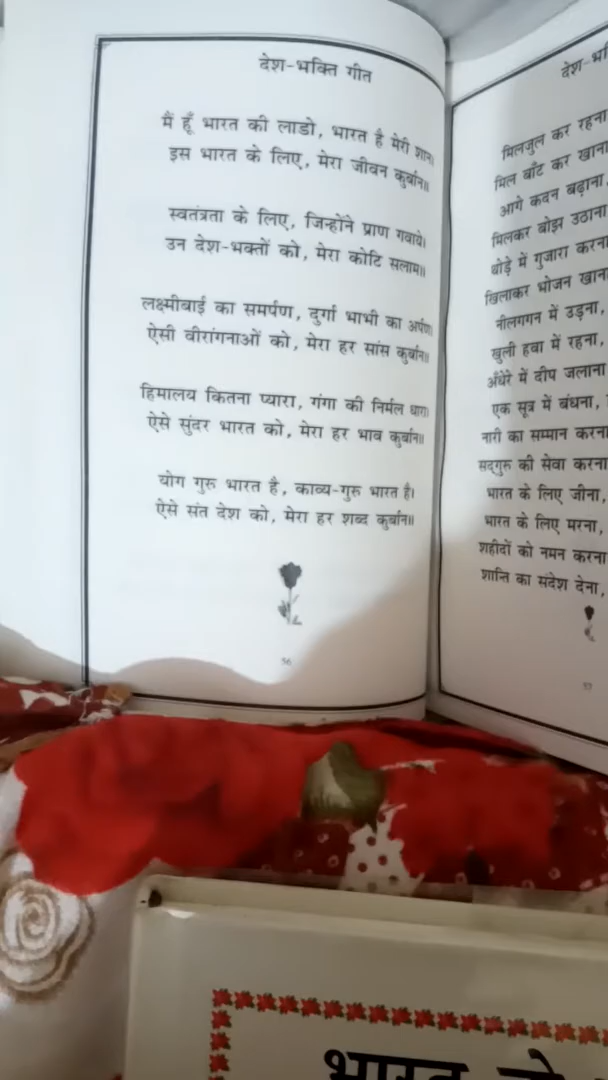 देश-भक्ति गीत
मैं हूँ भारत की लाडो, भारत है मेरी शान।
इस भारत के लिए, मेरा जीवन कुर्बान॥
स्वतंत्रता के लिए, जिन्होंने प्राण गवाये।
उन देश-भक्तों को, मेरा कोटि सलाम॥
लक्ष्मीबाई का समर्पण, दुर्गा भाभी का अर्पण।
ऐसी वीरांगनाओं को, मेरा हर सांस कुर्बान॥
हिमालय कितना प्यारा, गंगा की निर्मल धारा।
ऐसे सुंदर भारत को, मेरा हर भाव कुर्बान॥
योग गुरु भारत है, काव्य-गुरु भारत है।
ऐसे संत देश को, मेरा हर शब्द कुर्बान॥
56
देश-भ
मिलजुल कर रहना
मिल बाँट कर खाना
आगे कदन बढ़ाना,
मिलकर बोझ उठाना
थोड़े में गुजारा करना
खिलाकर भोजन खाना
नीलगगन में उड़ना,
खुली हवा में रहना,
अँधेरे में दीप जलाना
एक सूत्र में बंधना,
नारी का सम्मान करना
सद्‌गुरु की सेवा करना
भारत के लिए जीना,
भारत के लिए मरना,
शहीदों को नमन करना
शान्ति का संदेश देना,
57
भारत